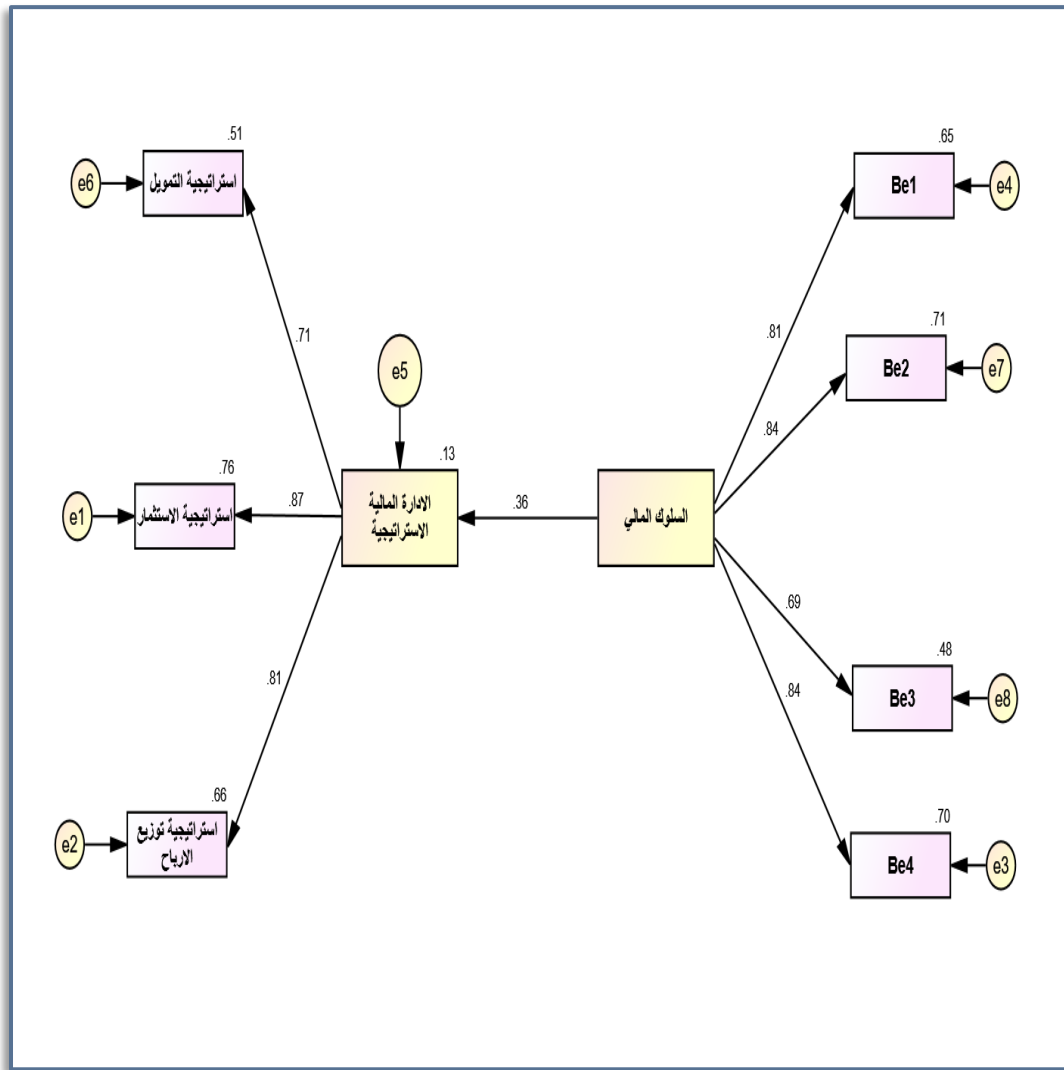 .51
استراتيجية التمويل
e6
.65
Be1
e4
.71
.81
e5
.71
Be2
e7
.84
.13
.76
الادارة المالية
الاستراتيجية
.87
استراتيجية الاستثمار
e1
.36
السلوك المالي
.69
.48
Be3
e8
.81
.84
.66
استراتيجية توزيع
الارباح
e2
.70
Be4
e3